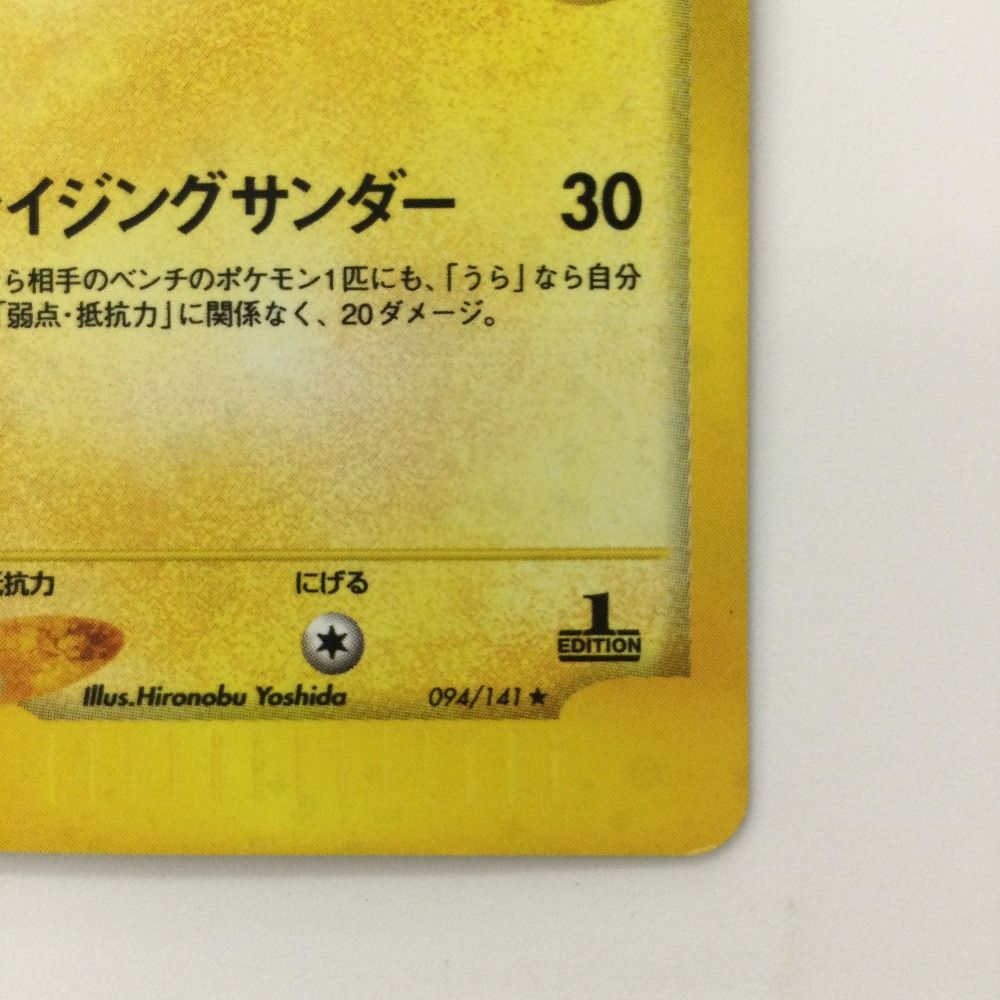 イジングサンダー 30
ら相手のベンチのポケモン1匹にも、「うら」なら自分
「弱点・抵抗力」に関係なく、20ダメージ。
抗力 にげる
1
EDITION
Illus.Hironobu Yoshida 094/141★